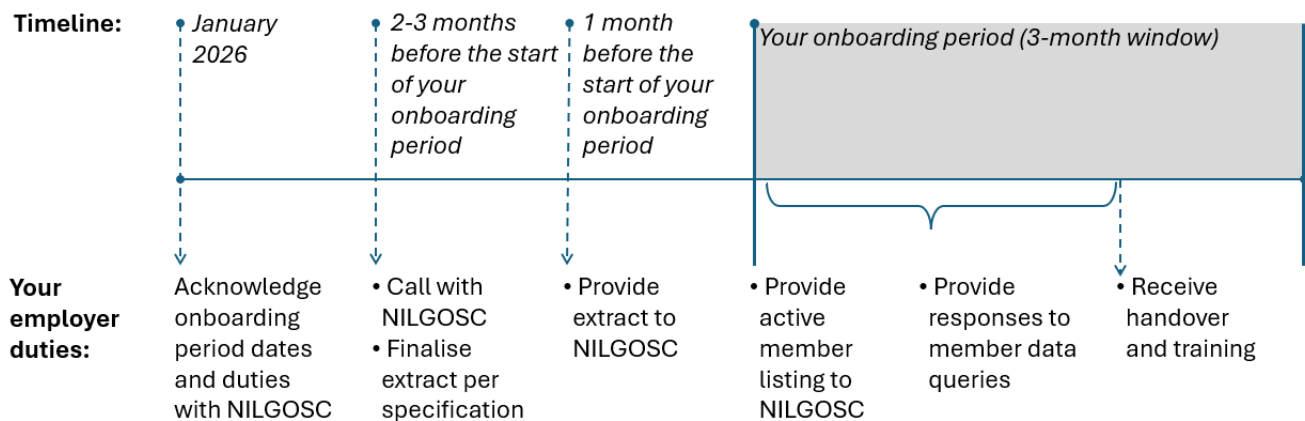 Timeline:
January
2026
2-3 months
before the start
of your
onboarding
period
1 month
before the
start of your
onboarding
period
Your onboarding period (3-month window)
Your
employer
duties:
Acknowledge
onboarding
period dates
and duties
with NILGOSC
• Call with
NILGOSC
• Finalise
extract per
specification
• Provide
extract to
NILGOSC
• Provide
active
member
listing to
NILGOSC
• Provide
responses to
member data
queries
• Receive
handover
and training